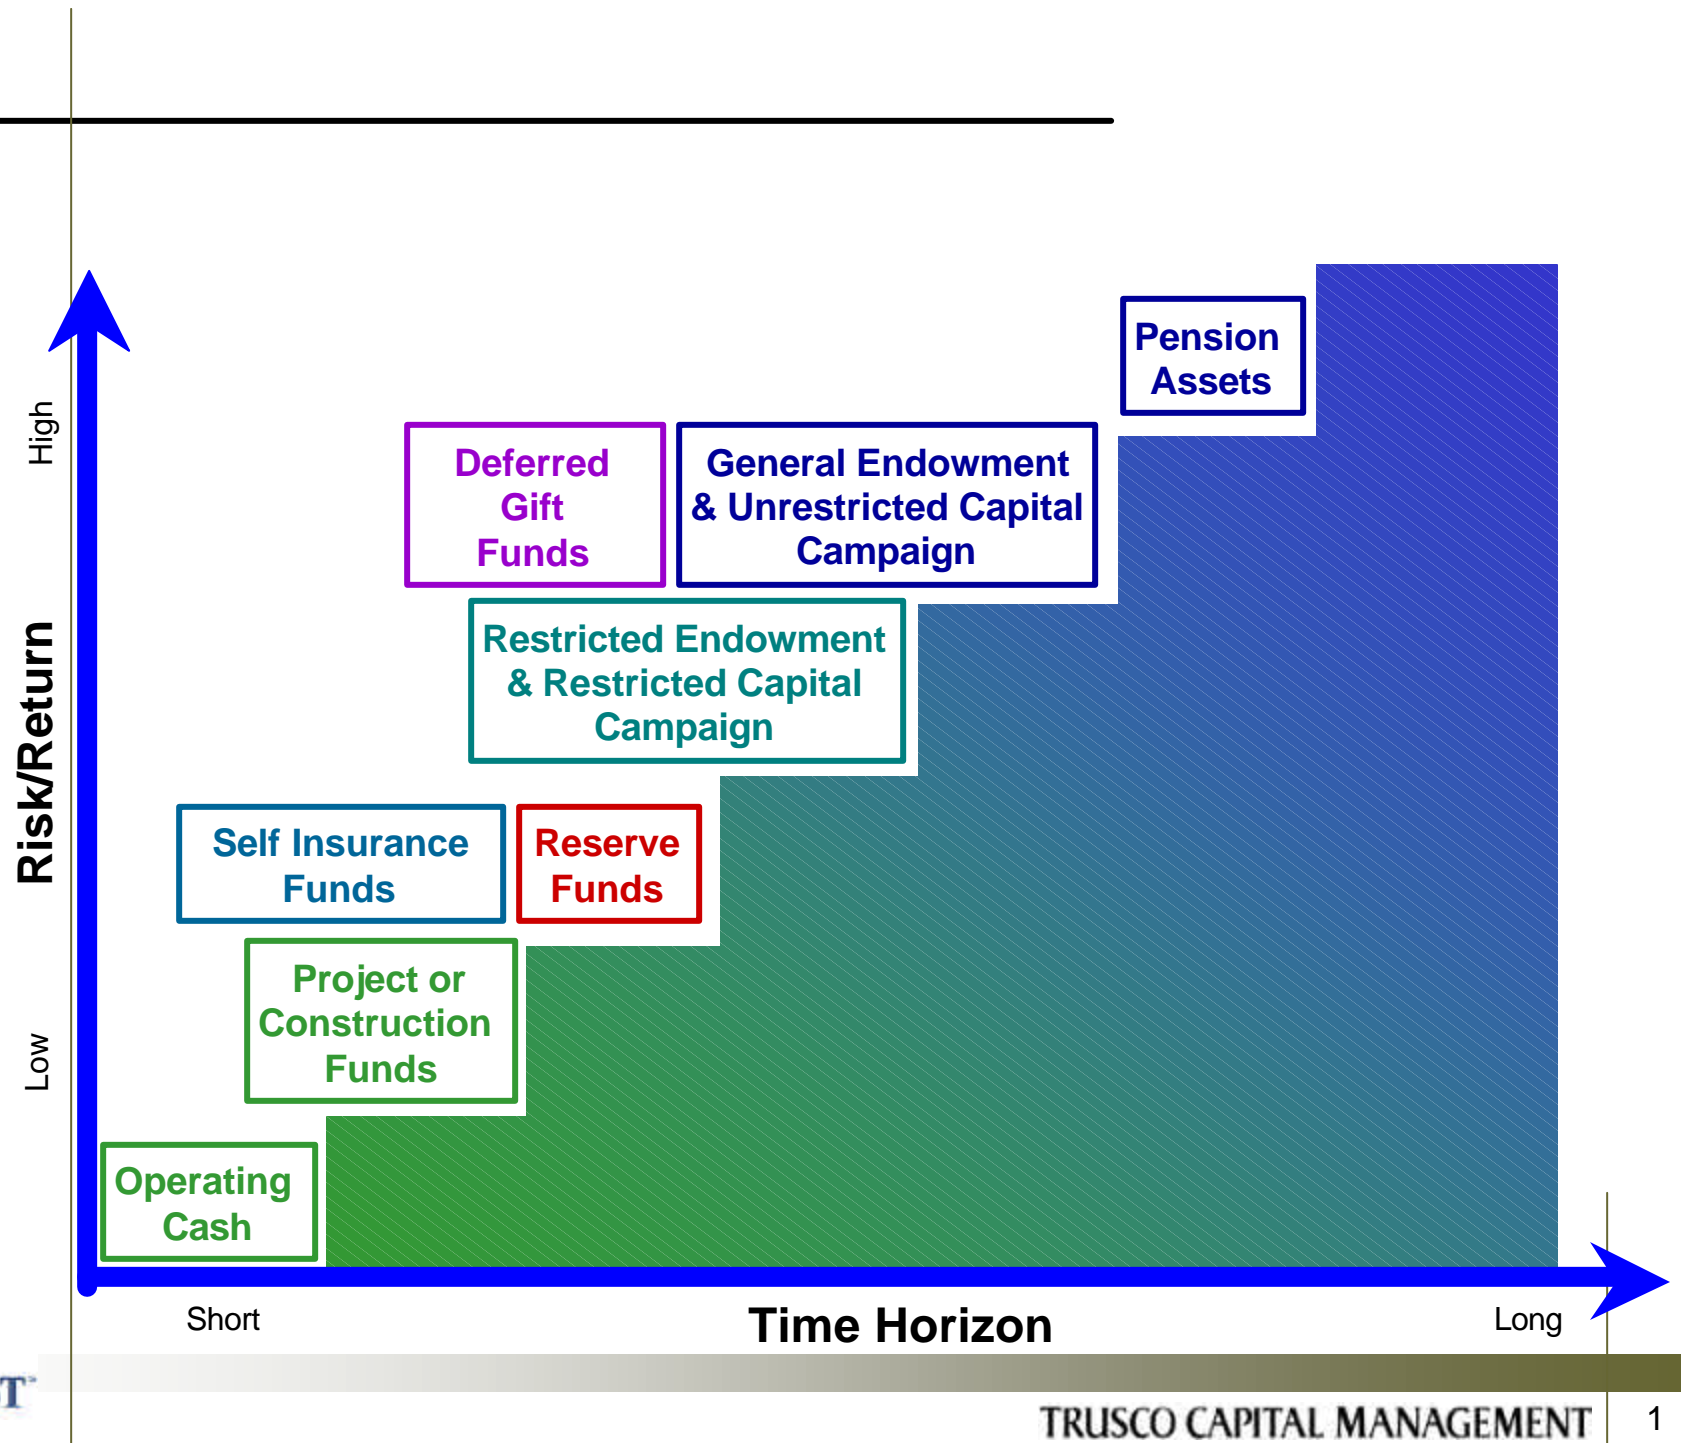 Pension
Assets
High
Deferred
Gift
Funds
General Endowment
& Unrestricted Capital
Campaign
Restricted Endowment
& Restricted Capital
Campaign
Risk/Return
Self Insurance
Funds
Reserve
Funds
Project or
Construction
Funds
Low
Operating
Cash
Short
Time Horizon
Long
T
TRUSCO CAPITAL MANAGEMENT
1